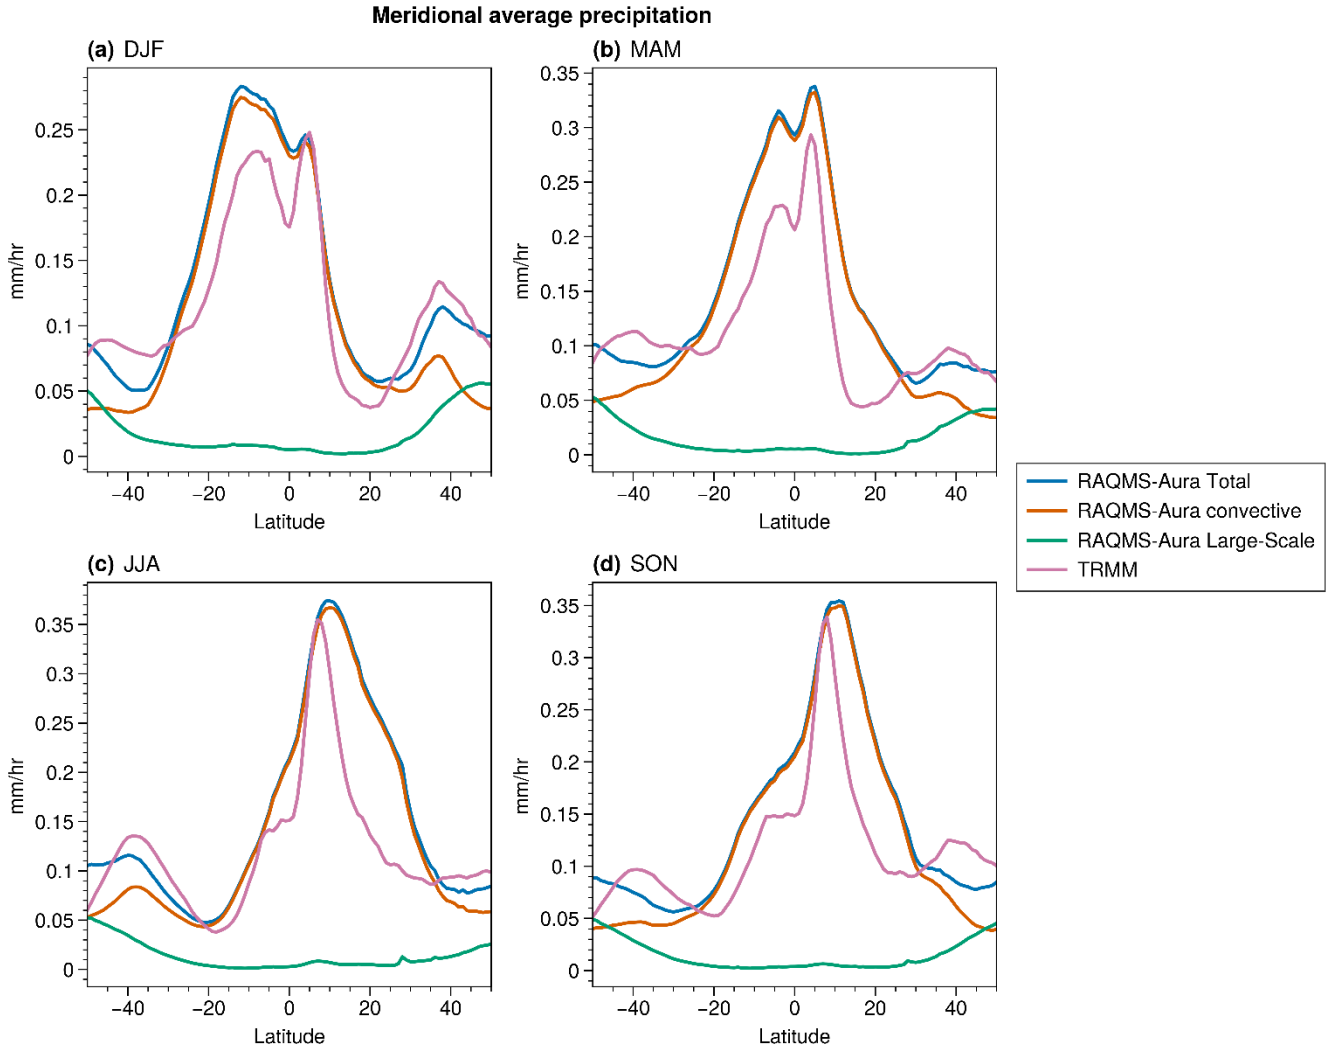 Meridional average precipitation
(a) DJF
mm/hr
0.25
0.2
0.15
0.1
0.05
0
−40 −20 0 20 40
Latitude
(b) MAM
mm/hr
0.35
0.3
0.25
0.2
0.15
0.1
0.05
0
−40 −20 0 20 40
Latitude
RAQMS-Aura Total
RAQMS-Aura convective
RAQMS-Aura Large-Scale
TRMM
(c) JJA
mm/hr
0.35
0.3
0.25
0.2
0.15
0.1
0.05
0
−40 −20 0 20 40
Latitude
(d) SON
mm/hr
0.35
0.3
0.25
0.2
0.15
0.1
0.05
0
−40 −20 0 20 40
Latitude